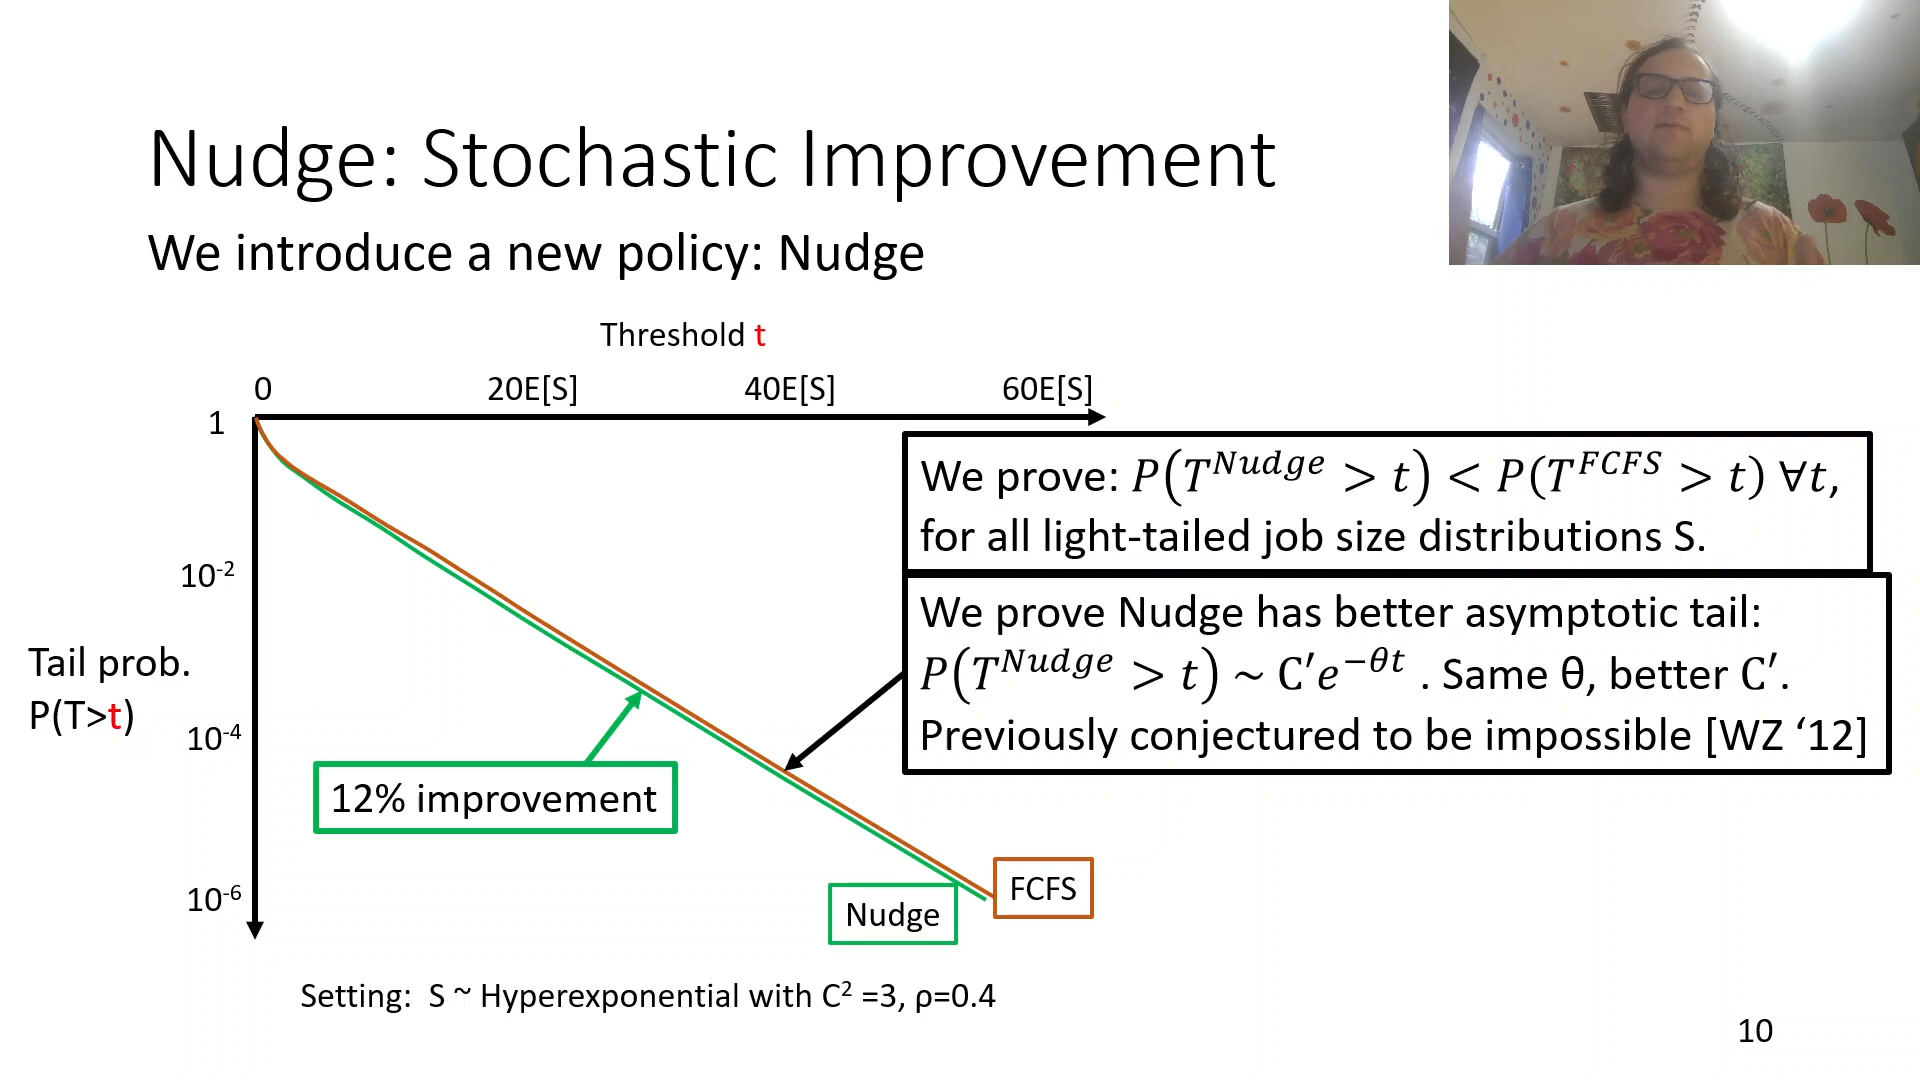 Nudge: Stochastic Improvement
We introduce a new policy: Nudge
Threshold t
0 20E[S] 40E[S] 60E[S]
1
10⁻²
10⁻⁴
10⁻⁶
Tail prob.
P(T>t)
We prove: P(T^{Nudge} > t) < P(T^{FCFS} > t) ∀t,
for all light-tailed job size distributions S.
We prove Nudge has better asymptotic tail:
P(T^{Nudge} > t) ~ C′e^{−θt} . Same θ, better C′.
Previously conjectured to be impossible [WZ ‘12]
12% improvement
FCFS
Nudge
Setting: S ~ Hyperexponential with C² =3, ρ=0.4
10